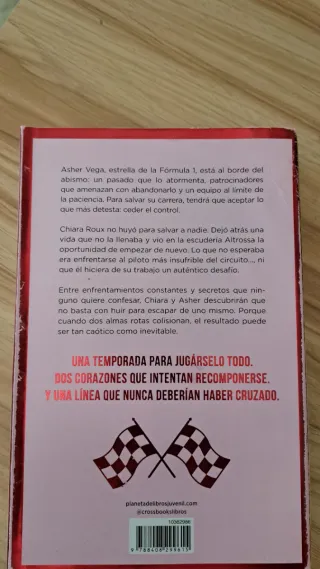 Asher Vega, estrella de la Fórmula 1, está al borde del
abismo: un pasado que lo atormenta, patrocinadores
que amenazan con abandonarlo y un equipo al límite de
la paciencia. Para salvar su carrera, tendrá que aceptar lo
que más detesta: ceder el control.
Chiara Roux no huyó para salvar a nadie. Dejó atrás una
vida que no la llenaba y vio en la escudería Altrossa la
oportunidad de empezar de nuevo. Lo que no esperaba
era enfrentarse al piloto más insufrible del circuito..., ni
que él hiciera de su trabajo un auténtico desafío.
Entre enfrentamientos constantes y secretos que nin-
guno quiere confesar, Chiara y Asher descubrirán que
no basta con huir para escapar de uno mismo. Porque
cuando dos almas rotas colisionan, el resultado puede
ser tan caótico como inevitable.
UNA TEMPORADA PARA JUGÁRSELO TODO.
DOS CORAZONES QUE INTENTAN RECOMPONERSE.
Y UNA LÍNEA QUE NUNCA DEBERÍAN HABER CRUZADO.
planetadelibrosjuvenil.com
@crossbookslibros
10382986
9 788408 299615